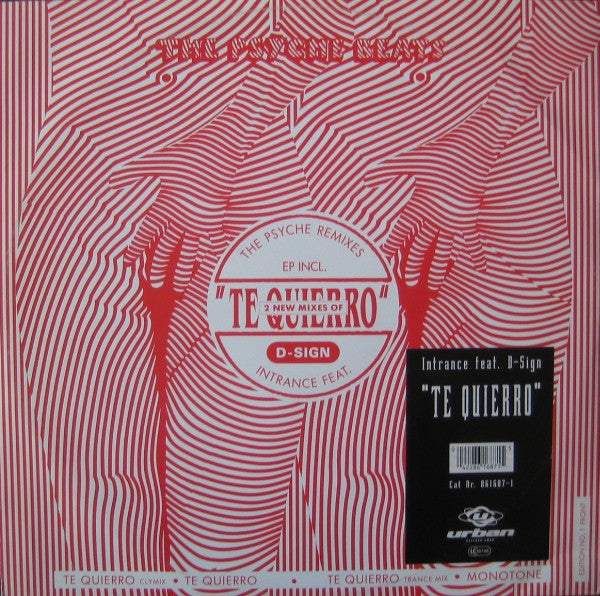 THE PSYCHE BEATS
THE PSYCHE REMIXES
EP INCL.
"TE QUIERRO"
2 NEW MIXES OF
D-SIGN
INTRANCE FEAT.
Intrance feat. D-Sign
"TE QUIERRO"
Cat Nr. 861687-1
urban
TE QUIERRO CLYMIX • TE QUIERRO • TE QUIERRO TRANCE MIX • MONOTONE
EDITION NO. 1 FRONT